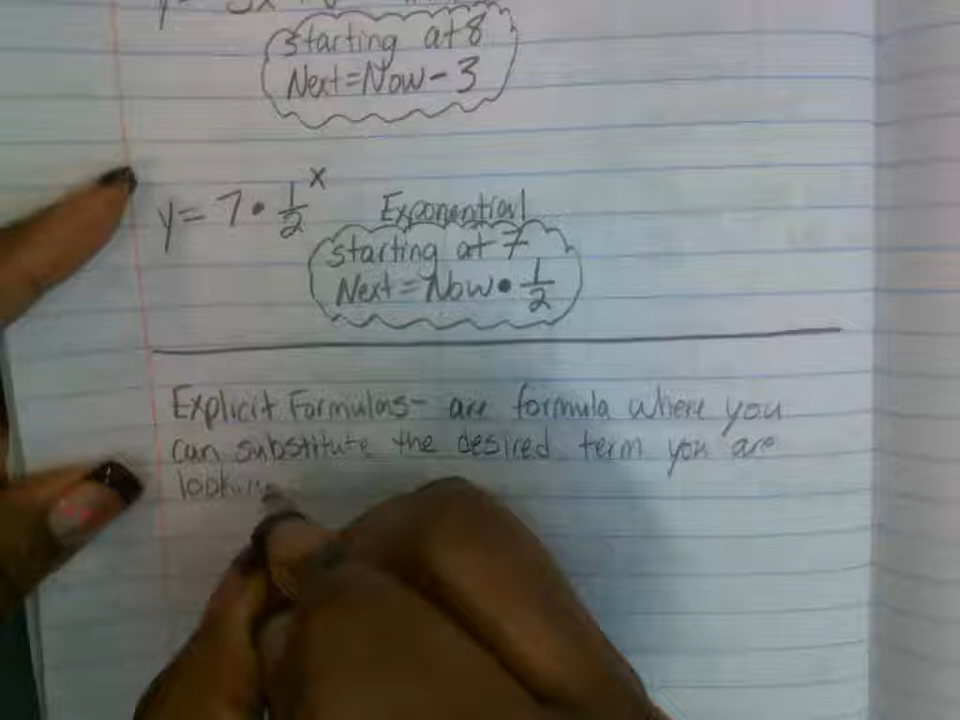 starting at 8
Next=Now-3
y=7•1/2^x Exponential
starting at 7
Next=Now•1/2
Explicit Formulas- are formula where you
can substitute the desired term you are